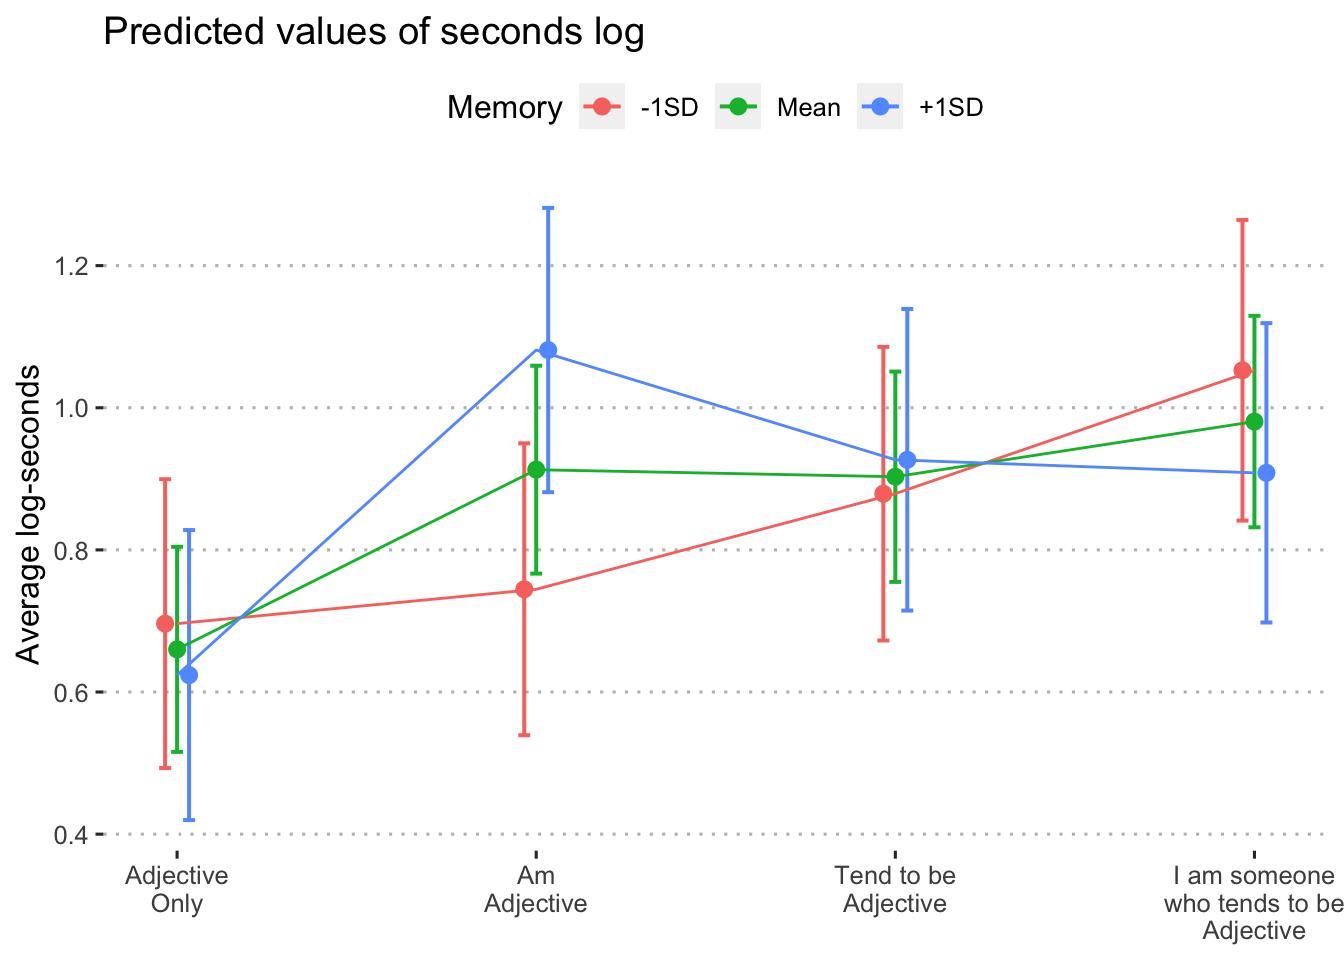 Predicted values of seconds log
Memory -1SD Mean +1SD
Average log-seconds
1.2
1.0
0.8
0.6
0.4
Adjective
Only
Am
Adjective
Tend to be
Adjective
I am someone
who tends to be
Adjective